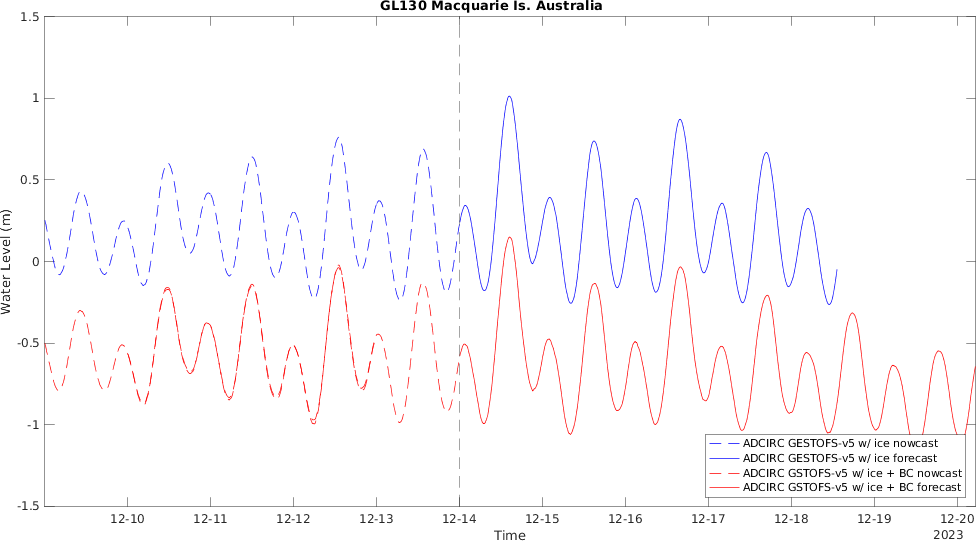 GL130 Macquarie Is. Australia
1.5
1
0.5
0
-0.5
-1
-1.5
Water Level (m)
12-10 12-11 12-12 12-13 12-14 12-15 12-16 12-17 12-18 12-19 12-20
Time
2023
ADCIRC GESTOFS-v5 w/ ice nowcast
ADCIRC GESTOFS-v5 w/ ice forecast
ADCIRC GSTOFS-v5 w/ ice + BC nowcast
ADCIRC GSTOFS-v5 w/ ice + BC forecast